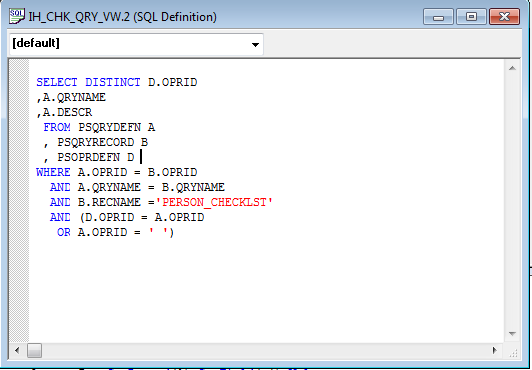 IH_CHK_QRY_VW.2 (SQL Definition)
[default]
SELECT DISTINCT D.OPRID
,A.QRYNAME
,A.DESCR
FROM PSQRYDEFN A
, PSQRYRECORD B
, PSOPRDEFN D
WHERE A.OPRID = B.OPRID
AND A.QRYNAME = B.QRYNAME
AND B.RECNAME ='PERSON_CHECKLST'
AND (D.OPRID = A.OPRID
OR A.OPRID = ' ')